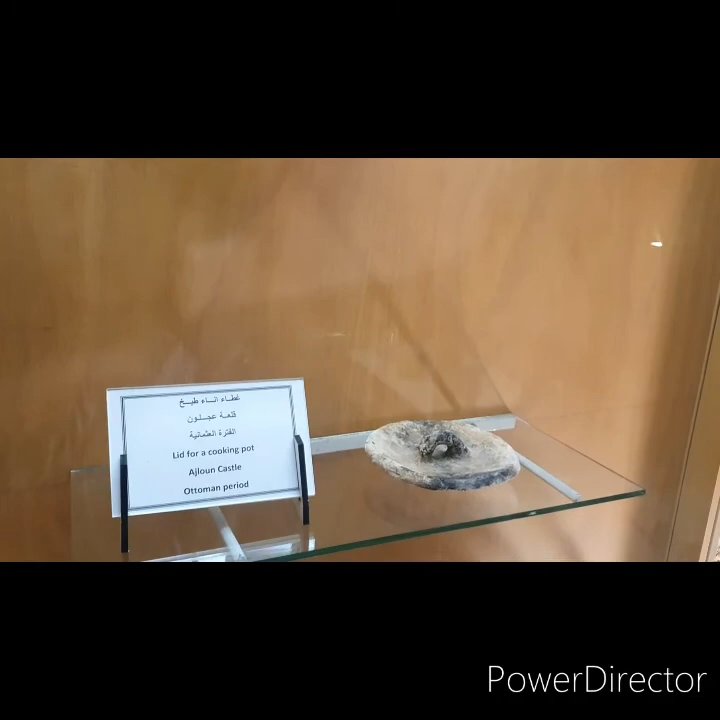 غطاء اناء طبخ
قلعة عجلون
الفترة العثمانية
Lid for a cooking pot
Ajloun Castle
Ottoman period
PowerDirector